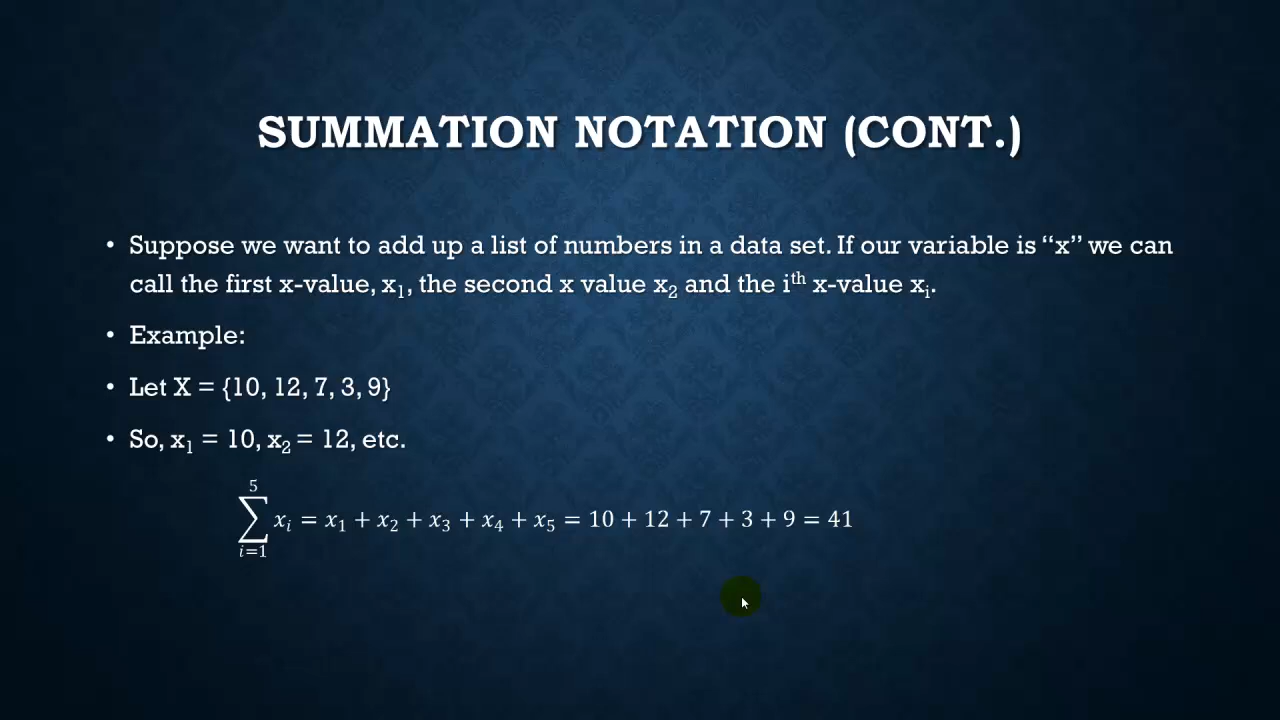 SUMMATION NOTATION (CONT.)
• Suppose we want to add up a list of numbers in a data set. If our variable is “x” we can
call the first x-value, x₁, the second x value x₂ and the iᵗʰ x-value xᵢ.
• Example:
• Let X = {10, 12, 7, 3, 9}
• So, x₁ = 10, x₂ = 12, etc.
5
∑ xᵢ = x₁ + x₂ + x₃ + x₄ + x₅ = 10 + 12 + 7 + 3 + 9 = 41
i=1